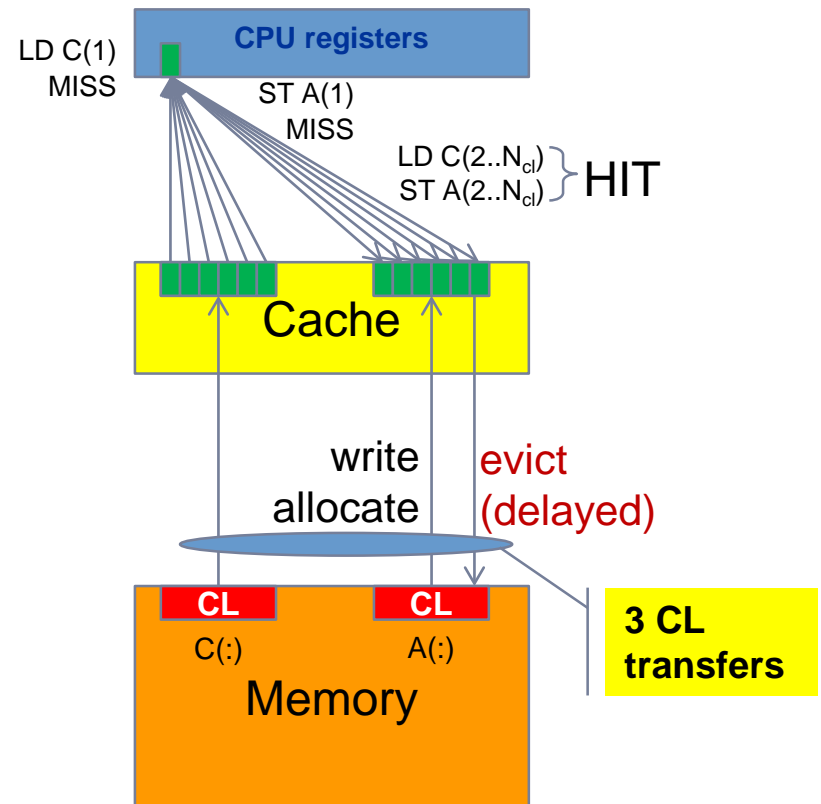 CPU registers
LD C(1)
MISS
ST A(1)
MISS
LD C(2..Ncl)
ST A(2..Ncl)
HIT
Cache
write
allocate
evict
(delayed)
CL
CL
C(:)
A(:)
Memory
3 CL
transfers